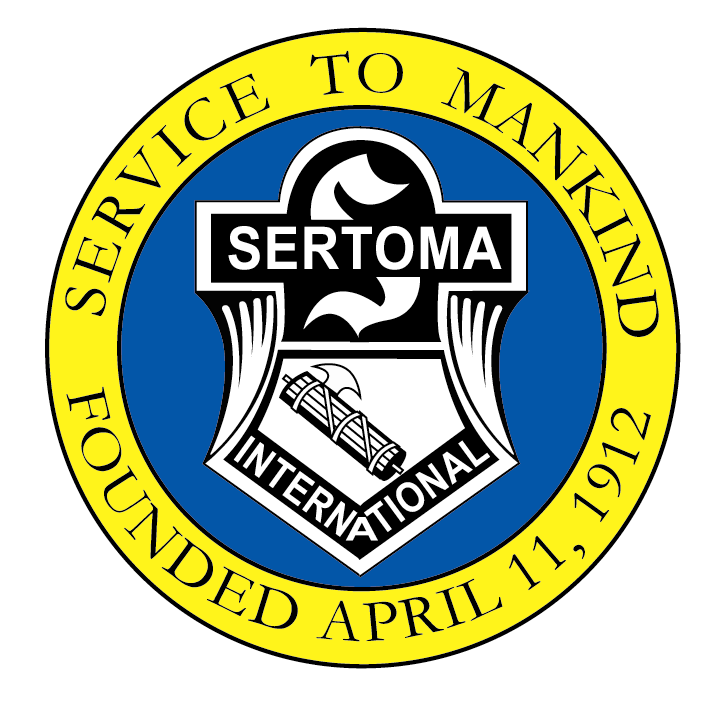 SERVICE TO MANKIND
S
SERTOMA
INTERNATIONAL
FOUNDED APRIL 11, 1912